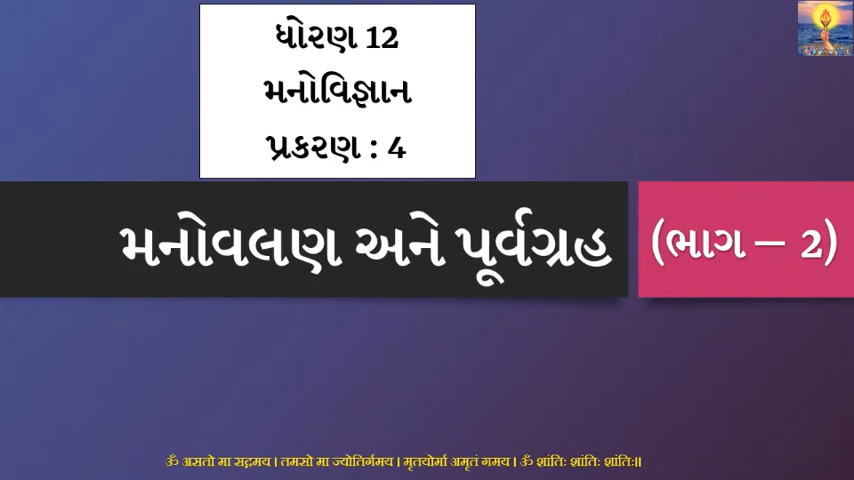 ધોરણ 12
મનોવિજ્ઞાન
પ્રકરણ : 4
મનોવલણ અને પૂર્વગ્રહ (ભાગ – 2)
ॐ असतो मा सद्गमय । तमसो मा ज्योतिर्गमय । मृत्योर्मा अमृतं गमय । ॐ शांतिः शांतिः शांतिः॥